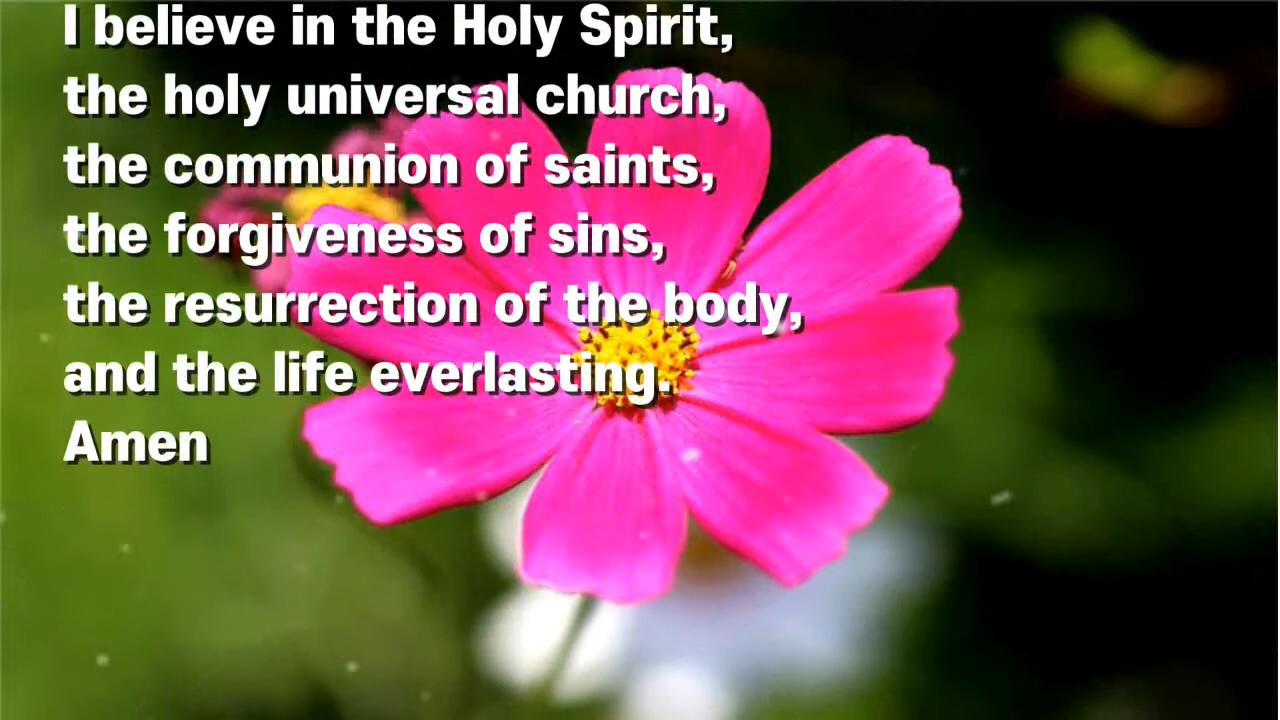 I believe in the Holy Spirit,
the holy universal church,
the communion of saints,
the forgiveness of sins,
the resurrection of the body,
and the life everlasting.
Amen